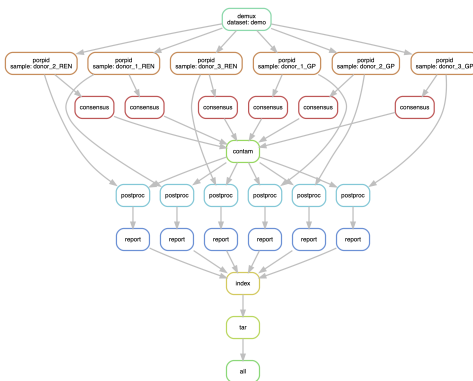 demux
dataset: demo
porpid
sample: donor_2_REN
porpid
sample: donor_1_REN
porpid
sample: donor_3_REN
porpid
sample: donor_1_GP
porpid
sample: donor_2_GP
porpid
sample: donor_3_GP
consensus
consensus
consensus
consensus
consensus
consensus
contam
postproc
postproc
postproc
postproc
postproc
postproc
report
report
report
report
report
report
index
tar
all